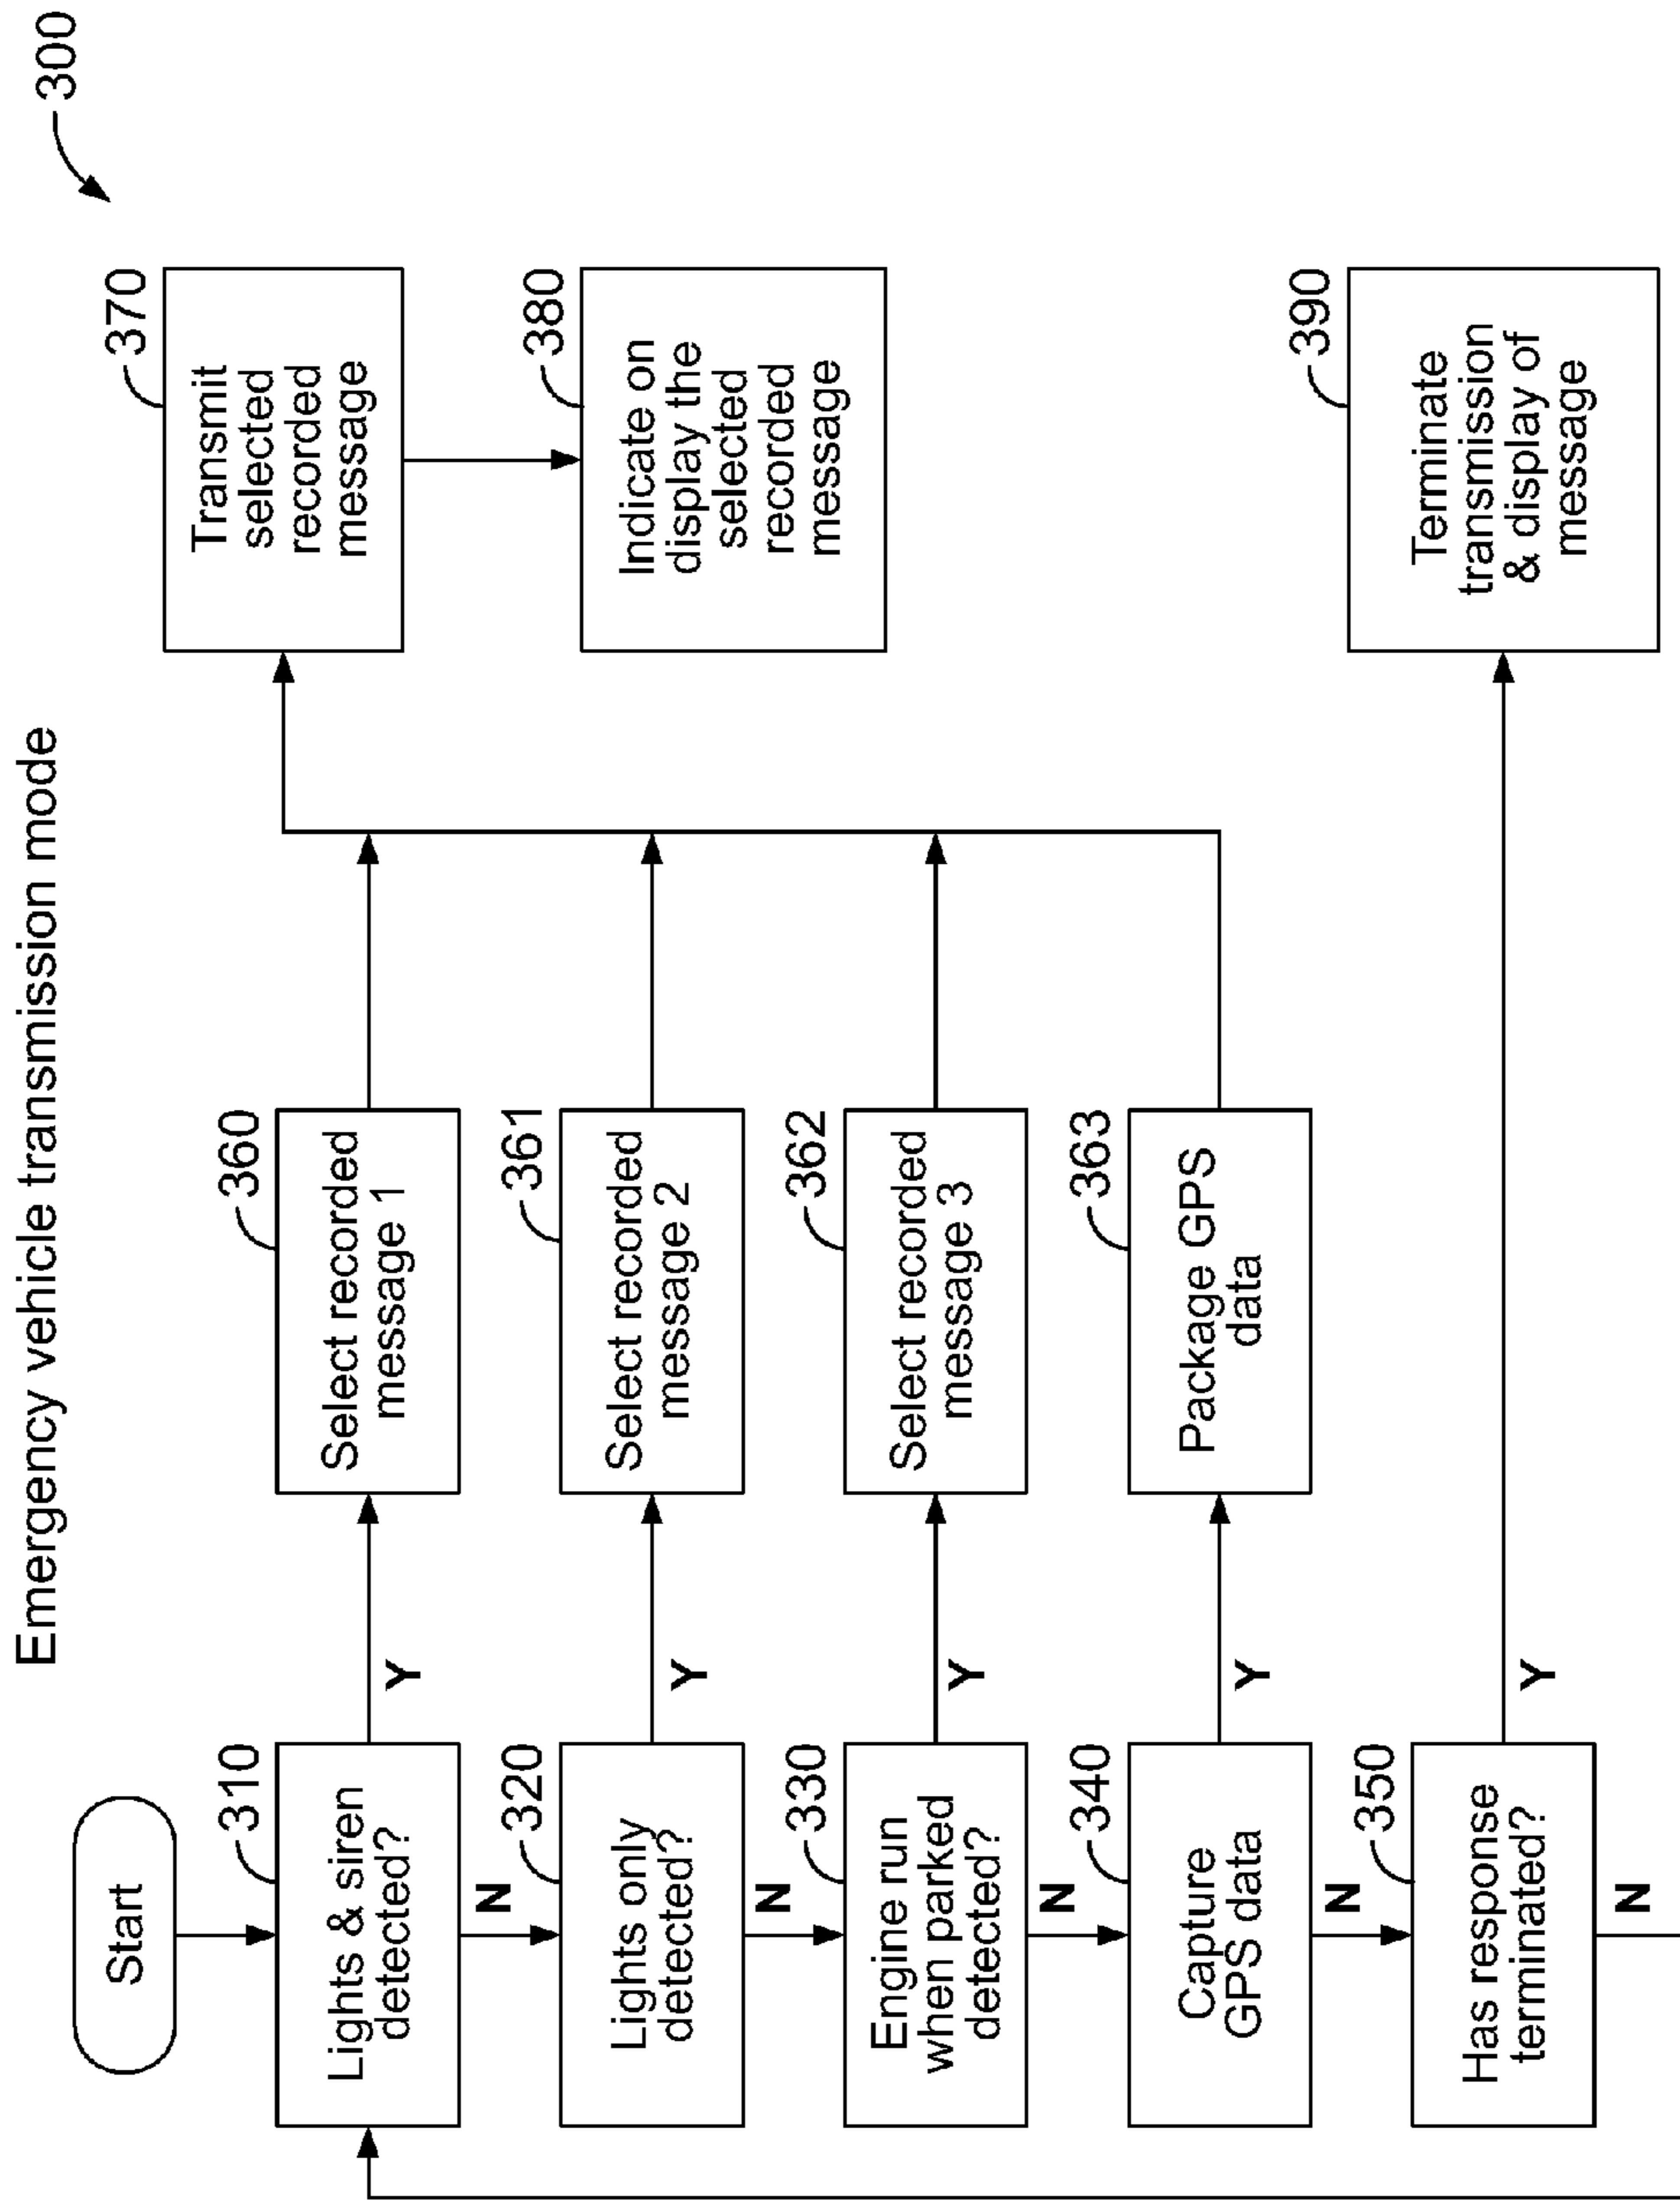 Emergency vehicle transmission mode
300
Start
310
Lights & siren
detected?
Y
N
360
Select recorded
message 1
370
Transmit
selected
recorded
message
320
Lights only
detected?
Y
N
361
Select recorded
message 2
380
Indicate on
display the
selected
recorded
message
330
Engine run
when parked
detected?
Y
N
362
Select recorded
message 3
340
Capture
GPS data
Y
N
363
Package GPS
data
350
Has response
terminated?
Y
N
390
Terminate
transmission
& display of
message